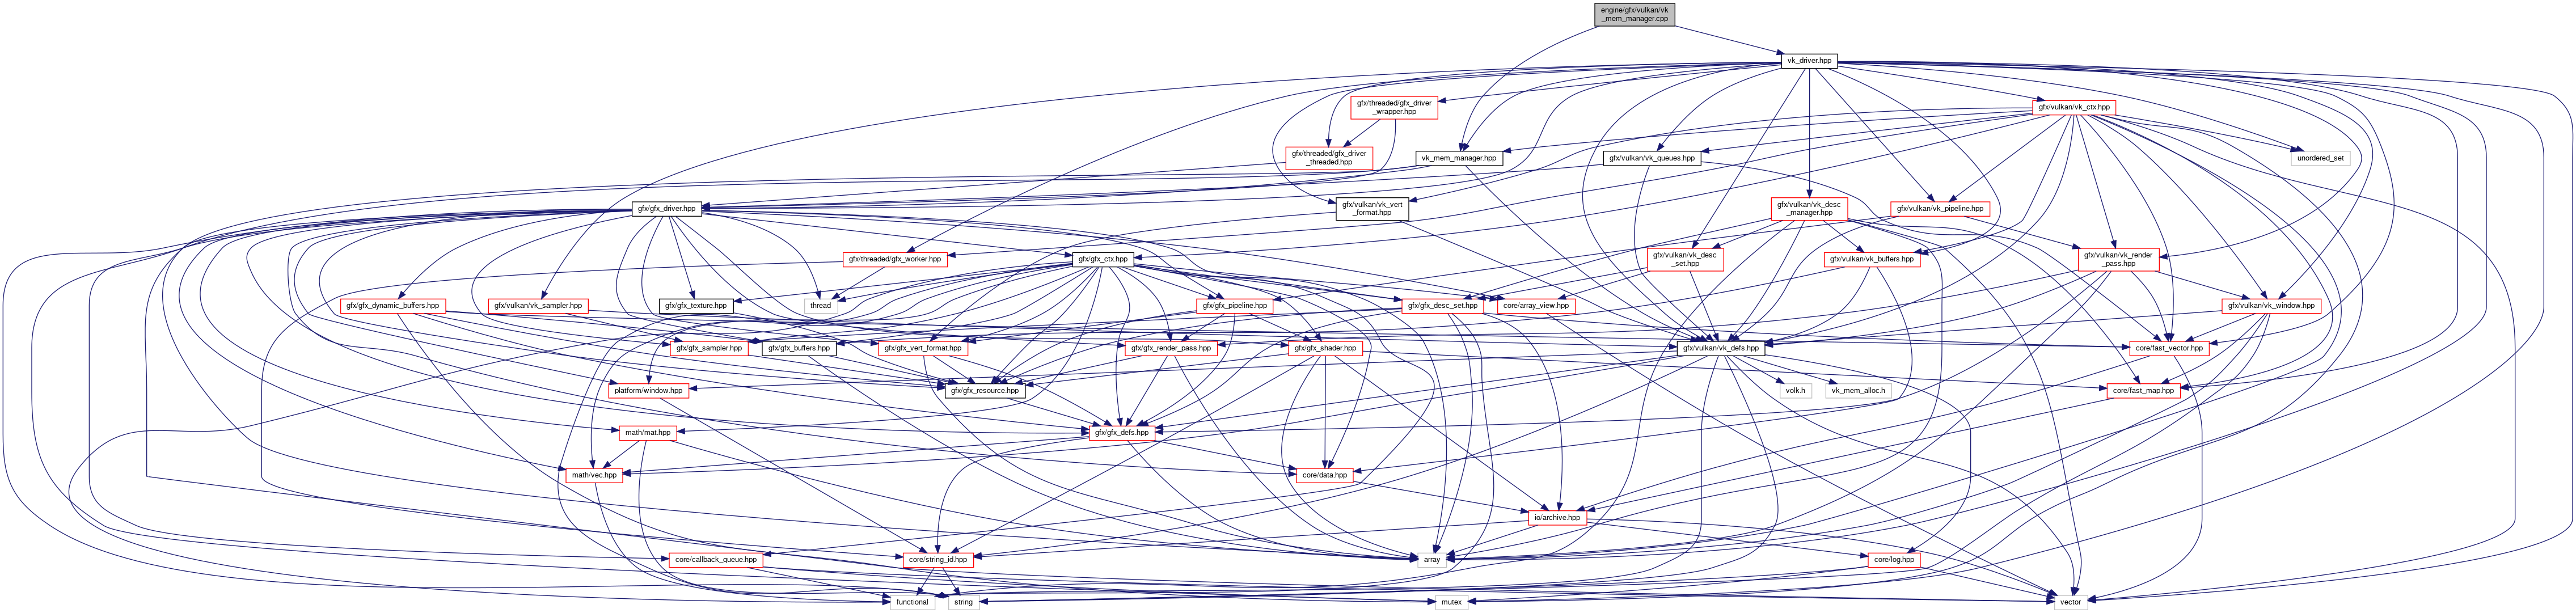 engine/gfx/vulkan/vk
_mem_manager.cpp
vk_driver.hpp
gfx/threaded/gfx_driver
_wrapper.hpp
gfx/vulkan/vk_ctx.hpp
gfx/threaded/gfx_driver
_threaded.hpp
vk_mem_manager.hpp
gfx/vulkan/vk_queues.hpp
unordered_set
gfx/gfx_driver.hpp
gfx/vulkan/vk_vert
_format.hpp
gfx/vulkan/vk_desc
_manager.hpp
gfx/vulkan/vk_pipeline.hpp
gfx/threaded/gfx_worker.hpp
gfx/gfx_ctx.hpp
gfx/vulkan/vk_desc
_set.hpp
gfx/vulkan/vk_buffers.hpp
gfx/vulkan/vk_render
_pass.hpp
gfx/gfx_dynamic_buffers.hpp
gfx/vulkan/vk_sampler.hpp
gfx/gfx_texture.hpp
thread
gfx/gfx_pipeline.hpp
gfx/gfx_desc_set.hpp
core/array_view.hpp
gfx/vulkan/vk_window.hpp
gfx/gfx_sampler.hpp
gfx/gfx_buffers.hpp
gfx/gfx_vert_format.hpp
gfx/gfx_render_pass.hpp
gfx/gfx_shader.hpp
gfx/vulkan/vk_defs.hpp
core/fast_vector.hpp
platform/window.hpp
gfx/gfx_resource.hpp
volk.h
vk_mem_alloc.h
core/fast_map.hpp
math/mat.hpp
gfx/gfx_defs.hpp
math/vec.hpp
core/data.hpp
io/archive.hpp
core/callback_queue.hpp
core/string_id.hpp
array
core/log.hpp
functional
string
mutex
vector